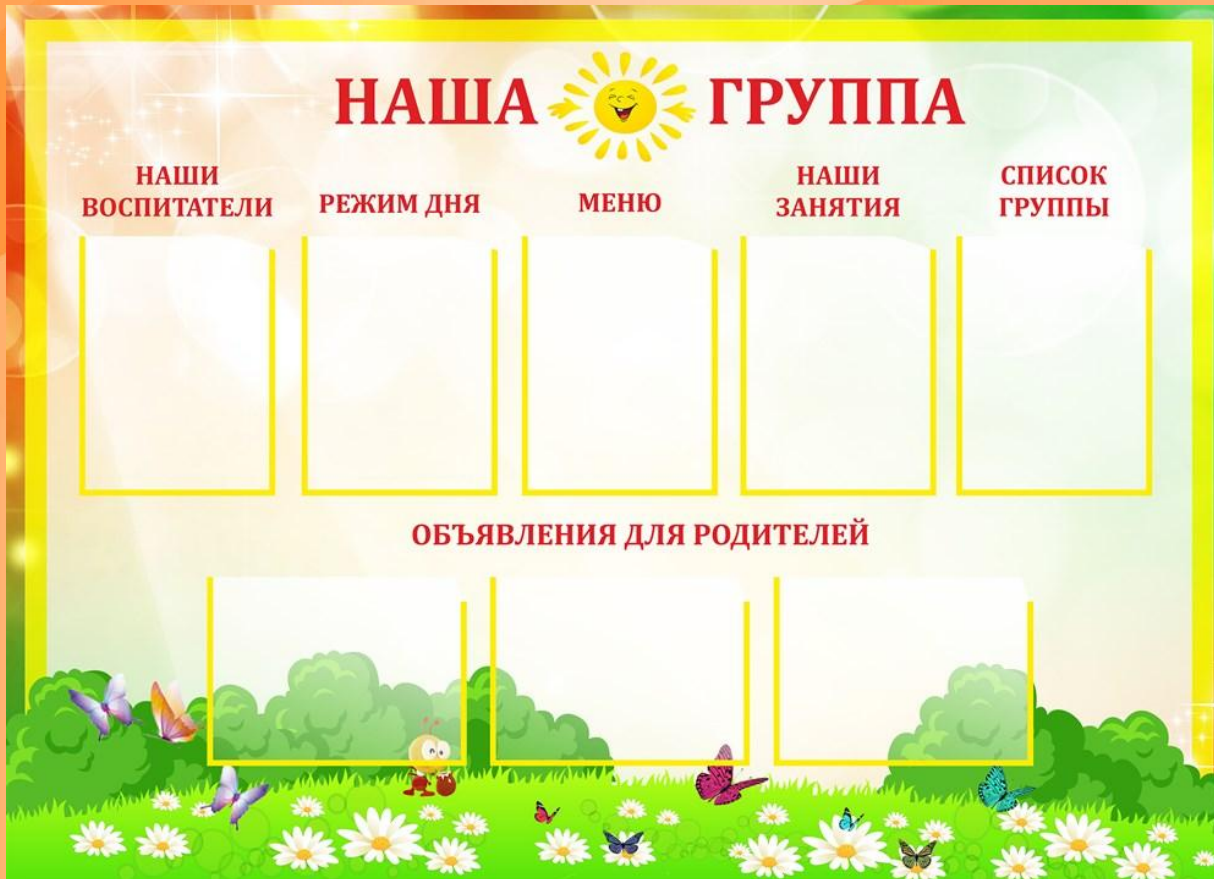 НАША ГРУППА
НАШИ
ВОСПИТАТЕЛИ
РЕЖИМ ДНЯ
МЕНЮ
НАШИ
ЗАНЯТИЯ
СПИСОК
ГРУППЫ
ОБЪЯВЛЕНИЯ ДЛЯ РОДИТЕЛЕЙ